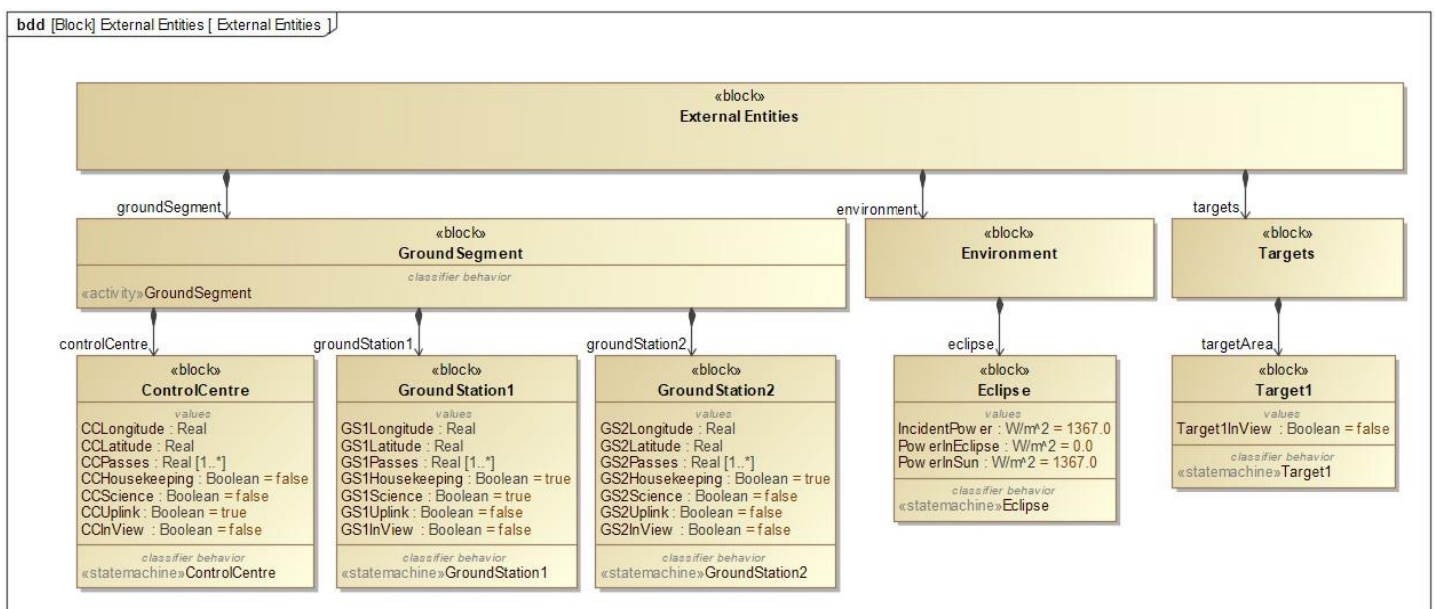 bdd [Block] External Entities [ External Entities ]
«block»
External Entities
groundSegment
environment
targets
«block»
GroundSegment
classifier behavior
«activity»GroundSegment
«block»
Environment
«block»
Targets
controlCentre
groundStation1
groundStation2
eclipse
targetArea
«block»
ControlCentre
values
CCLongitude : Real
CCLatitude : Real
CCPasses : Real [1..*]
CCHousekeeping : Boolean = false
CCScience : Boolean = false
CCUplink : Boolean = true
CCInView : Boolean = false
classifier behavior
«statemachine»ControlCentre
«block»
GroundStation1
values
GS1Longitude : Real
GS1Latitude : Real
GS1Passes : Real [1..*]
GS1Housekeeping : Boolean = true
GS1Science : Boolean = true
GS1Uplink : Boolean = false
GS1InView : Boolean = false
classifier behavior
«statemachine»GroundStation1
«block»
GroundStation2
values
GS2Longitude : Real
GS2Latitude : Real
GS2Passes : Real [1..*]
GS2Housekeeping : Boolean = true
GS2Science : Boolean = false
GS2Uplink : Boolean = false
GS2InView : Boolean = false
classifier behavior
«statemachine»GroundStation2
«block»
Eclipse
values
IncidentPower : W/m^2 = 1367.0
PowerInEclipse : W/m^2 = 0.0
PowerInSun : W/m^2 = 1367.0
classifier behavior
«statemachine»Eclipse
«block»
Target1
values
Target1InView : Boolean = false
classifier behavior
«statemachine»Target1